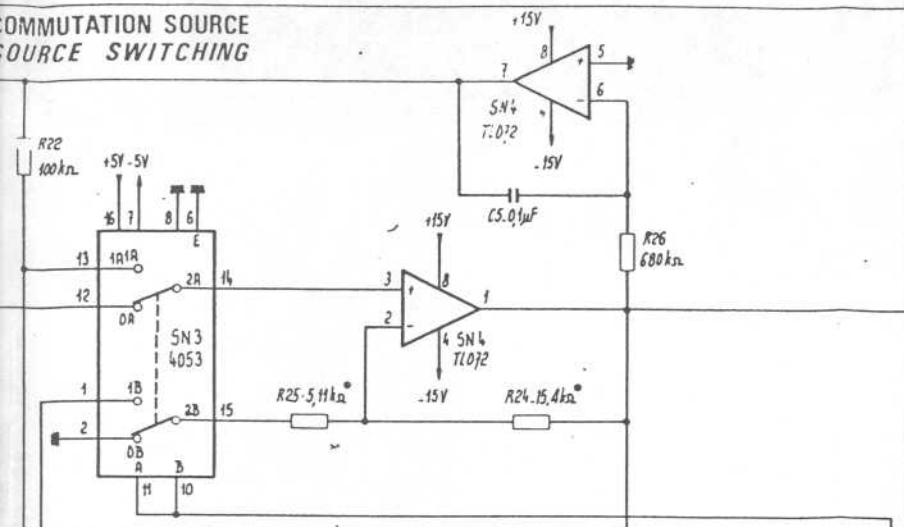 COMMUTATION SOURCE
SOURCE SWITCHING
+15V
8
5
+
7
6
-
SN4
TL072
-15V
R22
100kΩ
+5V -5V
16 7 8 6
E
C5.0,1µF
+15V
R26
680kΩ
13 1A 1A
2A 14
3 + 8
1
12
0A
2 -
4 SN4
TL072
SN3
4053
-15V
1 1B
R25-5,11kΩ
R24-15,4kΩ
2B 15
2
0B
A B
11 10